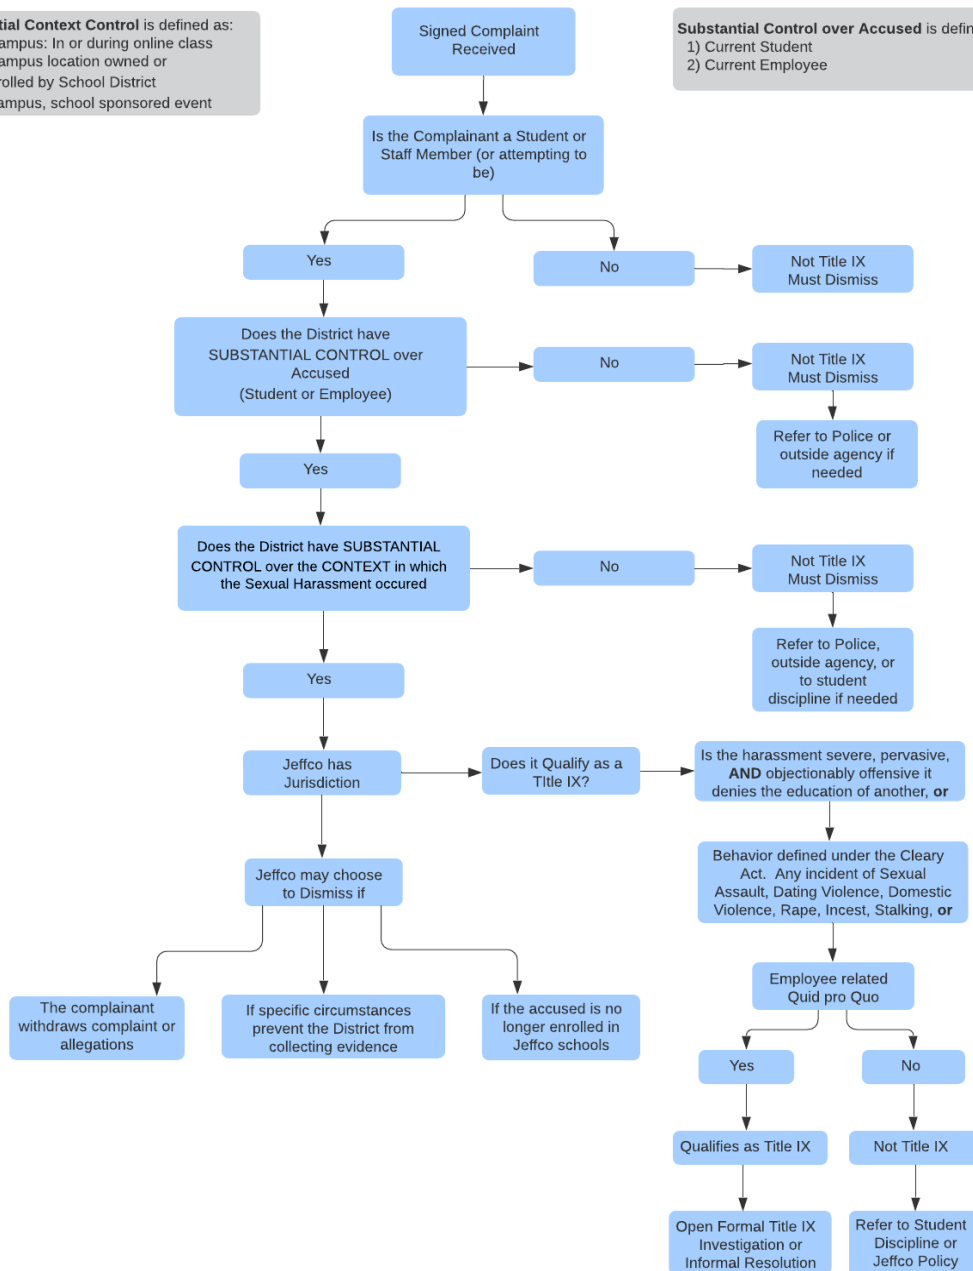 Context Control is defined as:
In or during online class
location owned or
by School District
school sponsored event
Signed Complaint
Received
Substantial Control over Accused is
1) Current Student
2) Current Employee
Is the Complainant a Student or
Staff Member (or attempting to
be)
Yes
No
Not Title IX
Must Dismiss
Does the District have
SUBSTANTIAL CONTROL over
Accused
(Student or Employee)
No
Not Title IX
Must Dismiss
Refer to Police or
outside agency if
needed
Yes
Does the District have SUBSTANTIAL
CONTROL over the CONTEXT in which
the Sexual Harassment occured
No
Not Title IX
Must Dismiss
Refer to Police,
outside agency, or
to student
discipline if needed
Yes
Jeffco has
Jurisdiction
Does it Qualify as a
TItle IX?
Is the harassment severe, pervasive,
AND objectionably offensive it
denies the education of another, or
Behavior defined under the Cleary
Act. Any incident of Sexual
Assault, Dating Violence, Domestic
Violence, Rape, Incest, Stalking, or
Jeffco may choose
to Dismiss if
The complainant
withdraws complaint or
allegations
If specific circumstances
prevent the District from
collecting evidence
If the accused is no
longer enrolled in
Jeffco schools
Employee related
Quid pro Quo
Yes
No
Qualifies as Title IX
Not Title IX
Open Formal Title IX
Investigation or
Informal Resolution
Refer to Student
Discipline or
Jeffco Policy